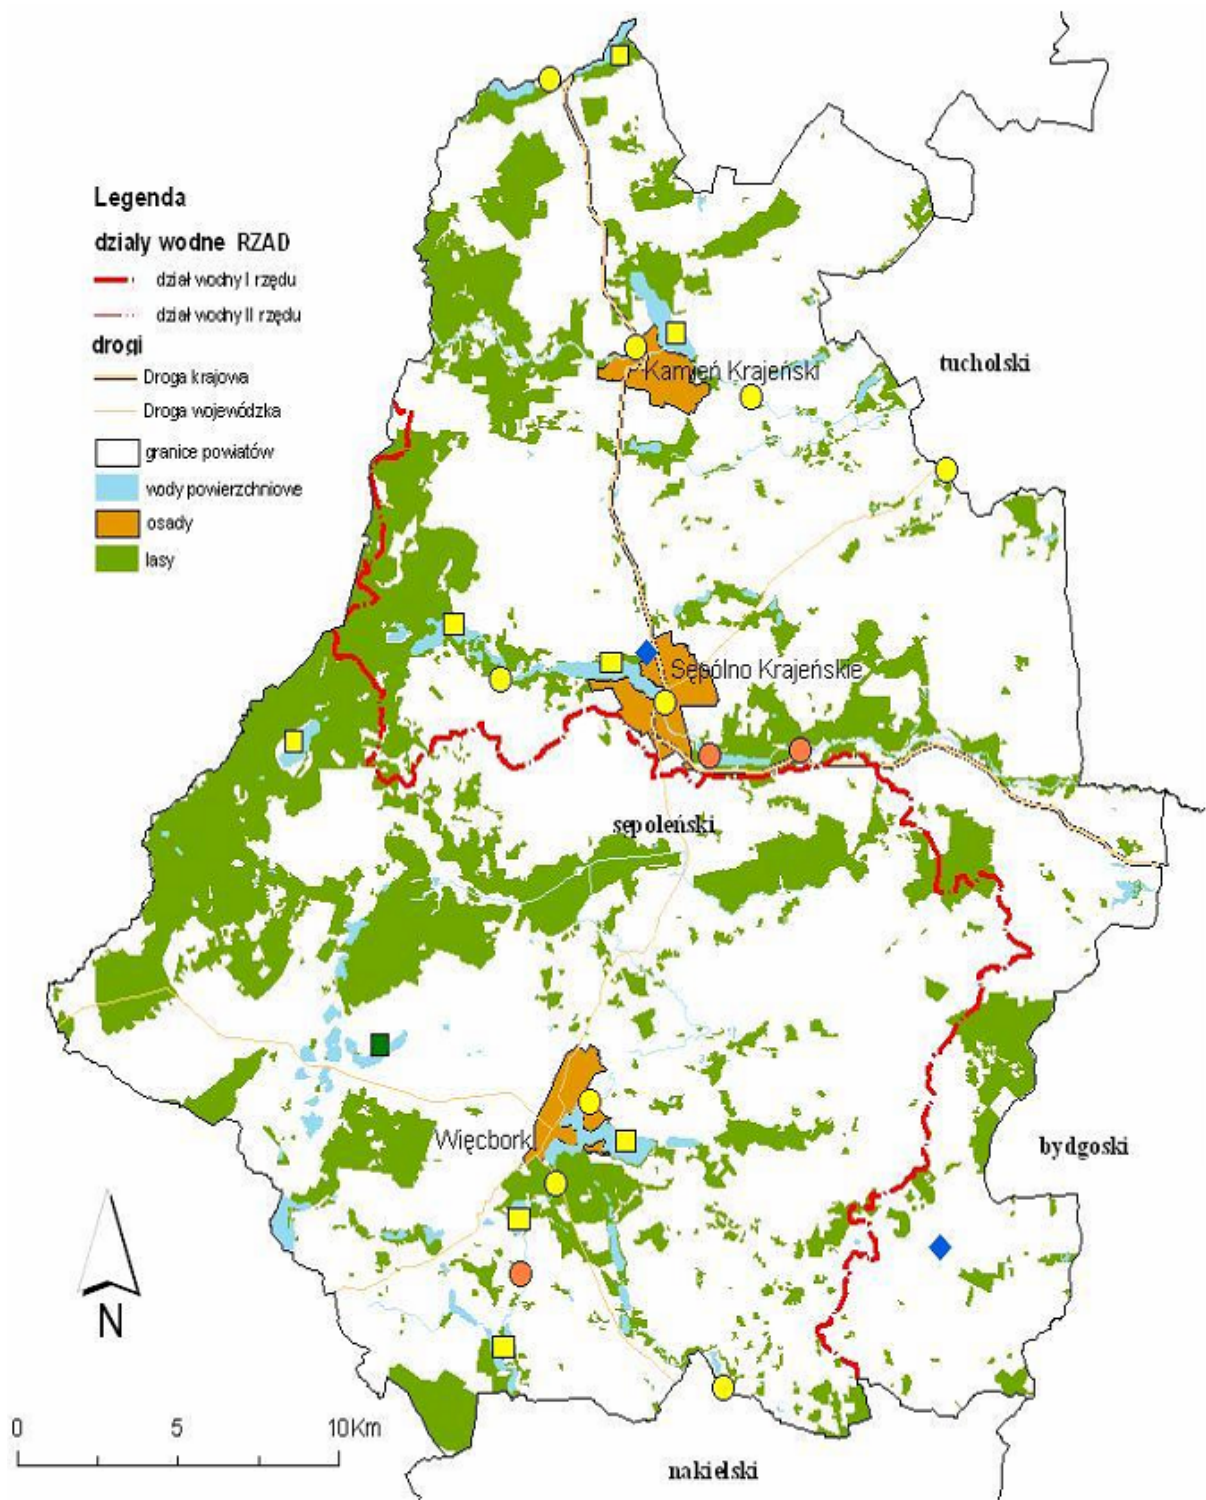 Legenda
działy wodne RZAD
dział wodny I rzędu
dział wodny II rzędu
drogi
Droga krajowa
Droga wojewódzka
granice powiatów
wody powierzchniowe
osady
lasy
Kamień Krajeński
tucholski
Sępólno Krajeńskie
sępoleński
Więcbork
bydgoski
N
0 5 10Km
nakielski